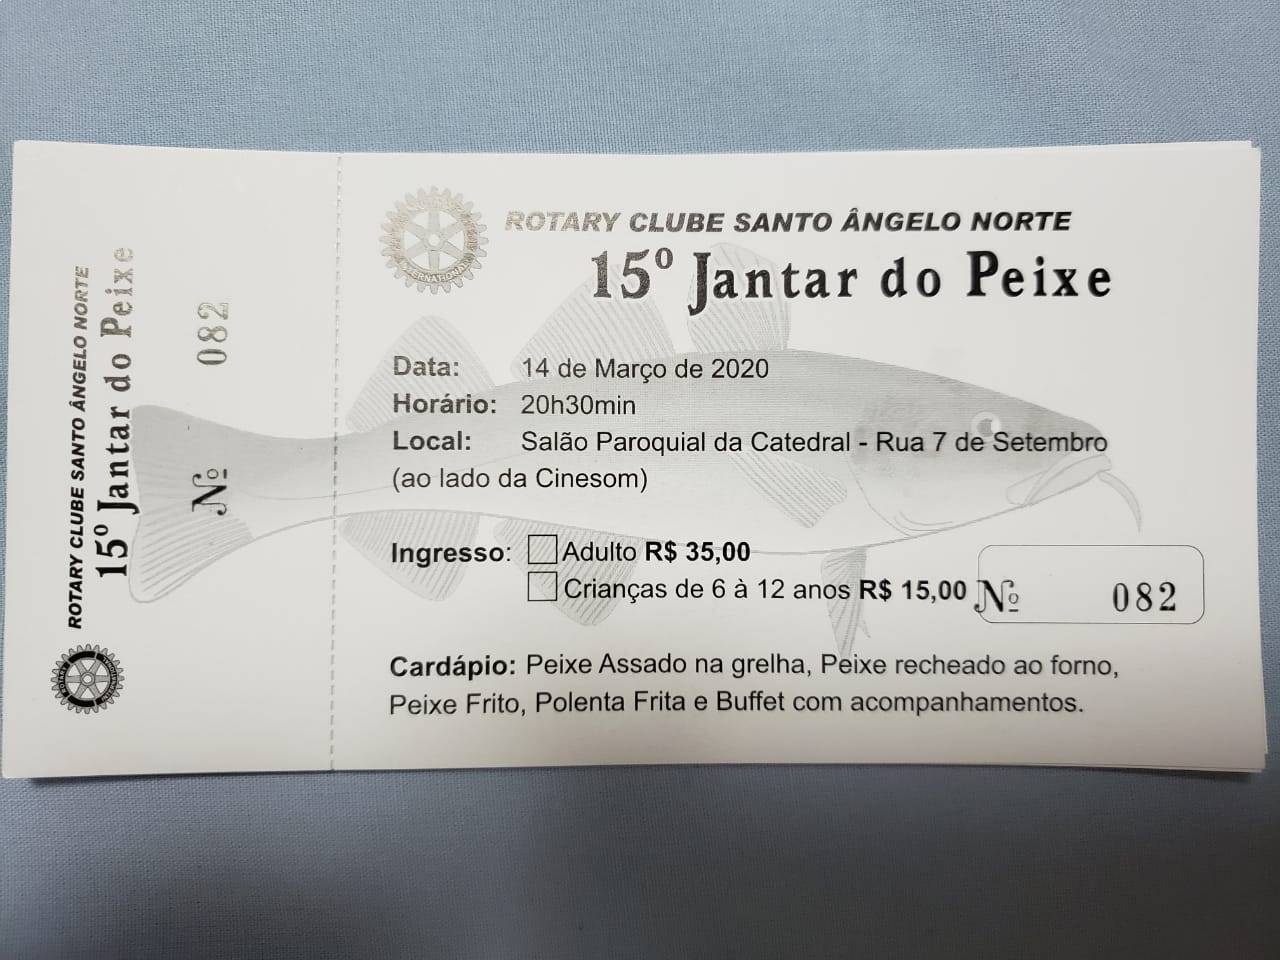 ROTARY CLUBE SANTO ÂNGELO NORTE
15º Jantar do Peixe
Nº 082
ROTARY
INTERNATIONAL
ROTARY CLUBE SANTO ÂNGELO NORTE
15º Jantar do Peixe
Data: 14 de Março de 2020
Horário: 20h30min
Local: Salão Paroquial da Catedral - Rua 7 de Setembro
(ao lado da Cinesom)
Ingresso: Adulto R$ 35,00
Crianças de 6 à 12 anos R$ 15,00
Nº 082
Cardápio: Peixe Assado na grelha, Peixe recheado ao forno,
Peixe Frito, Polenta Frita e Buffet com acompanhamentos.